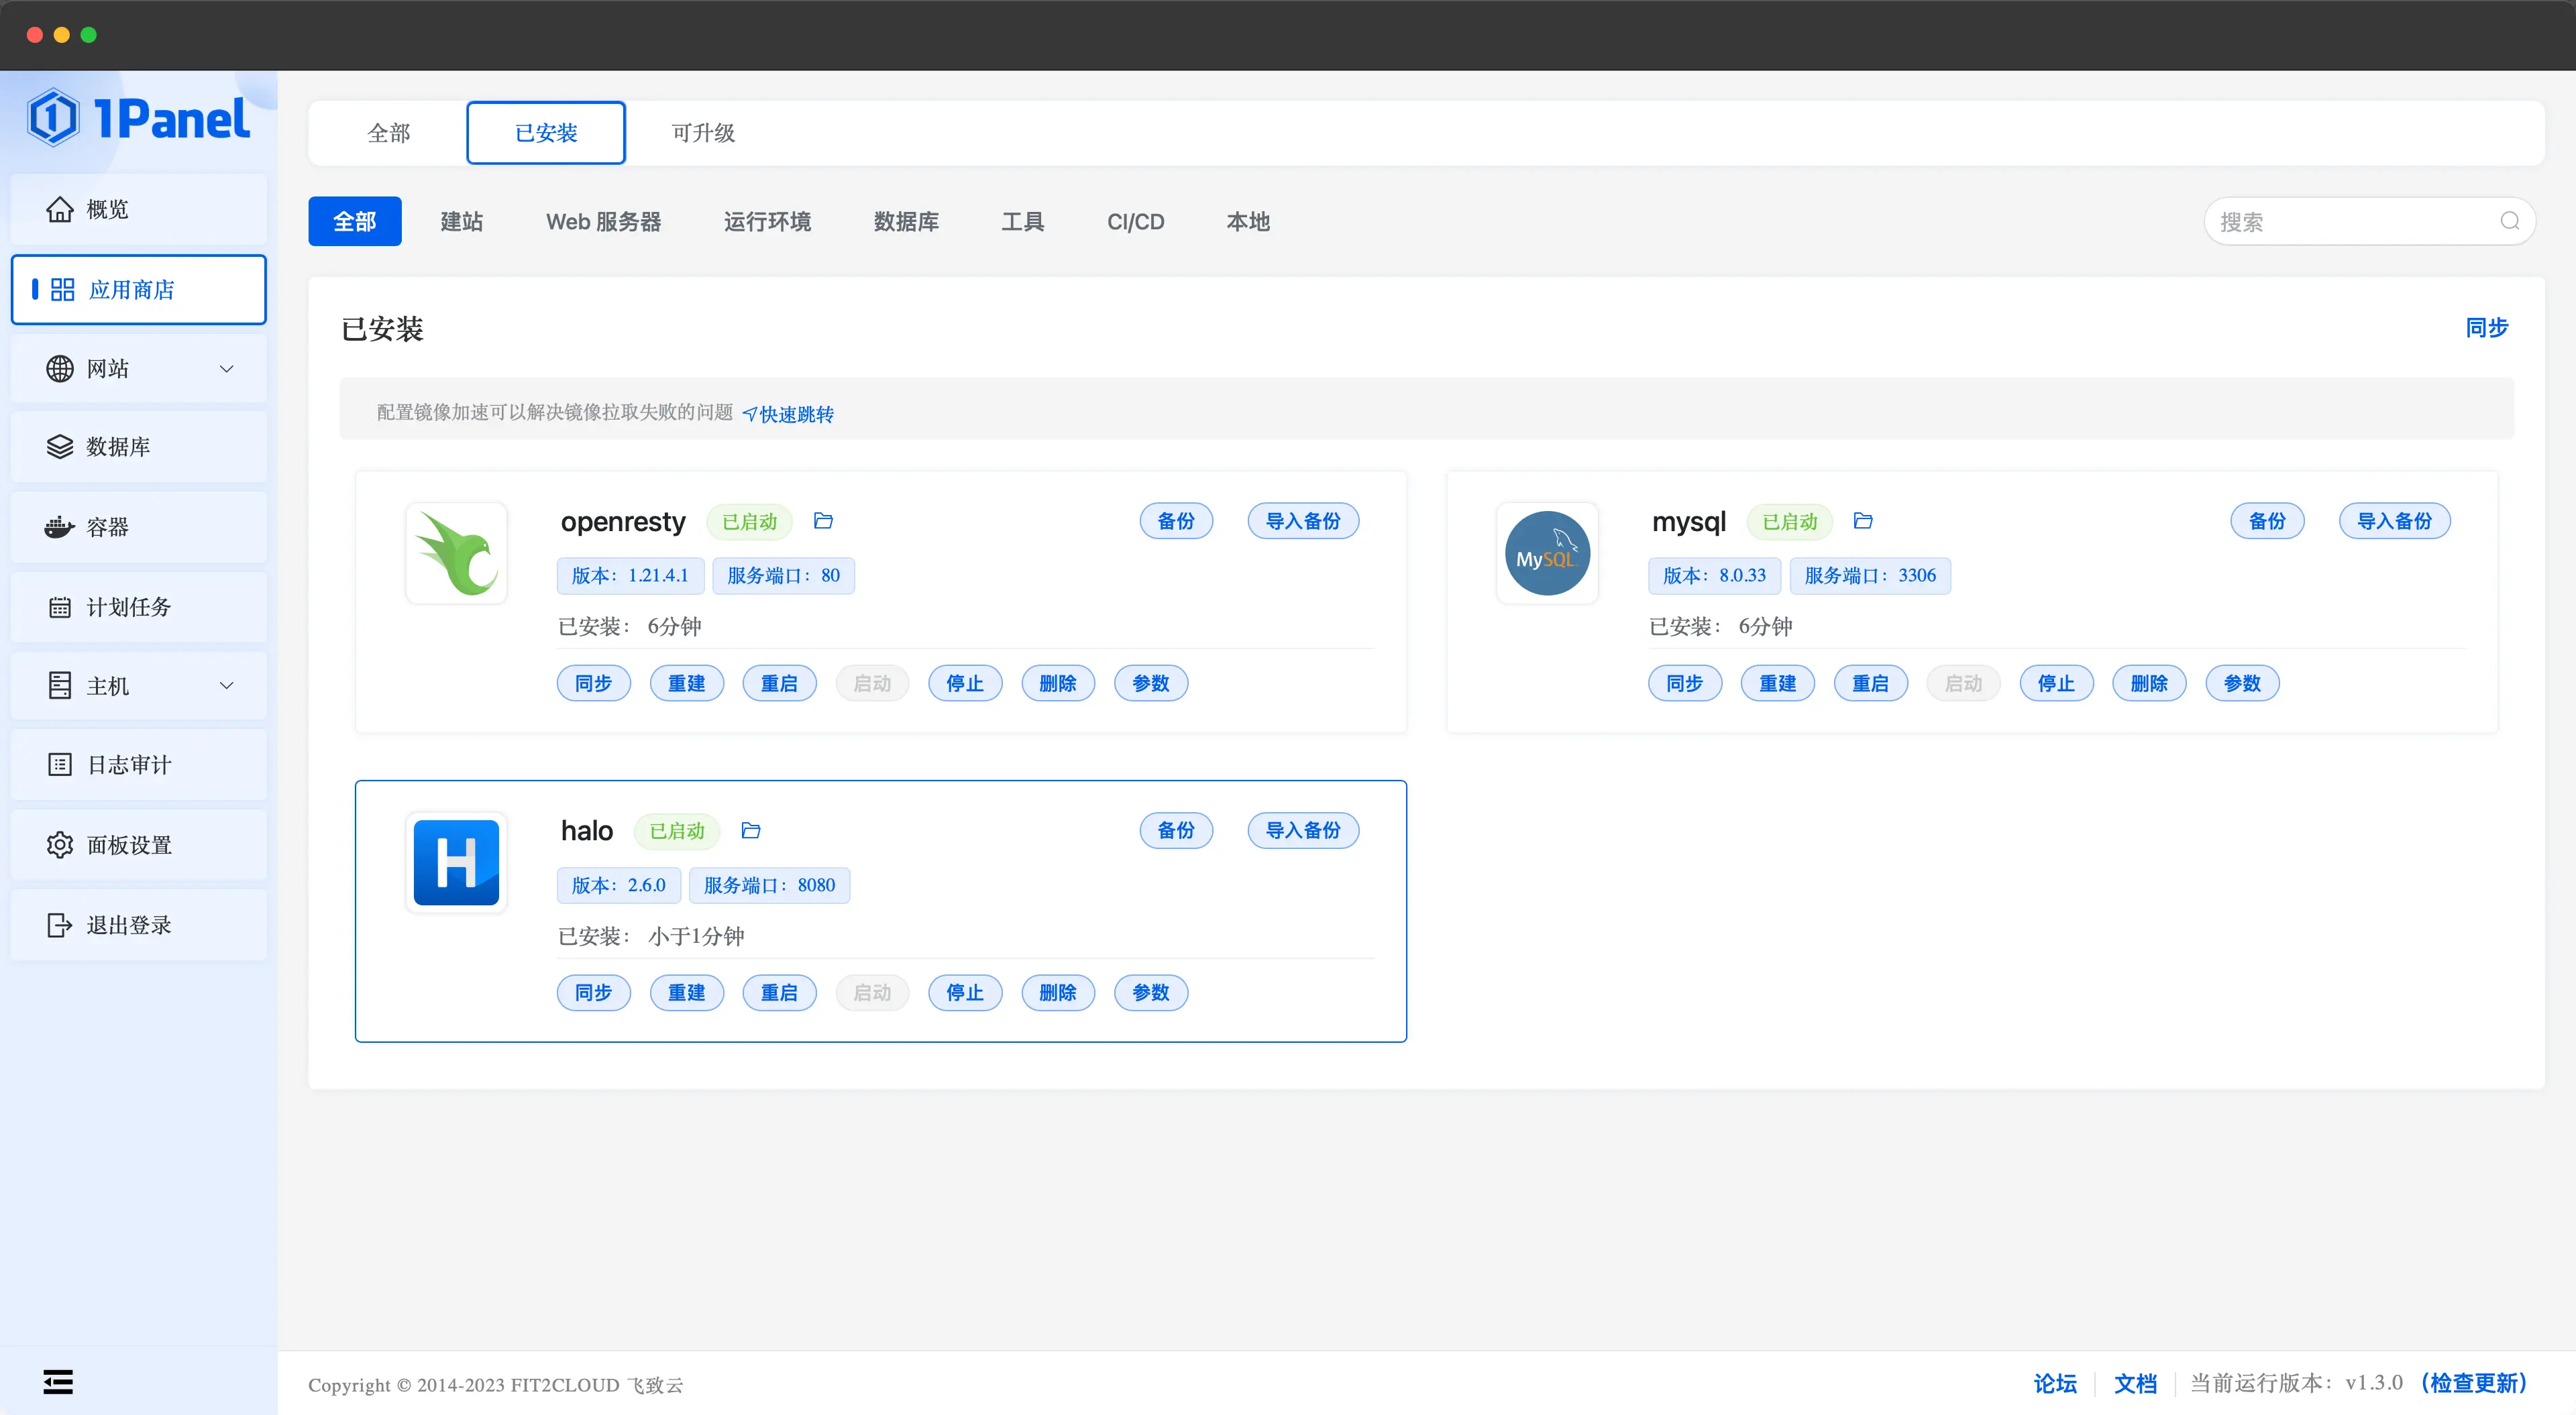 1Panel
概览
应用商店
网站
数据库
容器
计划任务
主机
日志审计
面板设置
退出登录
全部 已安装 可升级
全部 建站 Web 服务器 运行环境 数据库 工具 CI/CD 本地 搜索
已安装 同步
配置镜像加速可以解决镜像拉取失败的问题 快速跳转
openresty 已启动 备份 导入备份
版本：1.21.4.1 服务端口：80
已安装： 6分钟
同步 重建 重启 启动 停止 删除 参数
MySQL
mysql 已启动 备份 导入备份
版本：8.0.33 服务端口：3306
已安装： 6分钟
同步 重建 重启 启动 停止 删除 参数
H
halo 已启动 备份 导入备份
版本：2.6.0 服务端口：8080
已安装： 小于1分钟
同步 重建 重启 启动 停止 删除 参数
Copyright © 2014-2023 FIT2CLOUD 飞致云
论坛 文档 当前运行版本：v1.3.0 （检查更新）